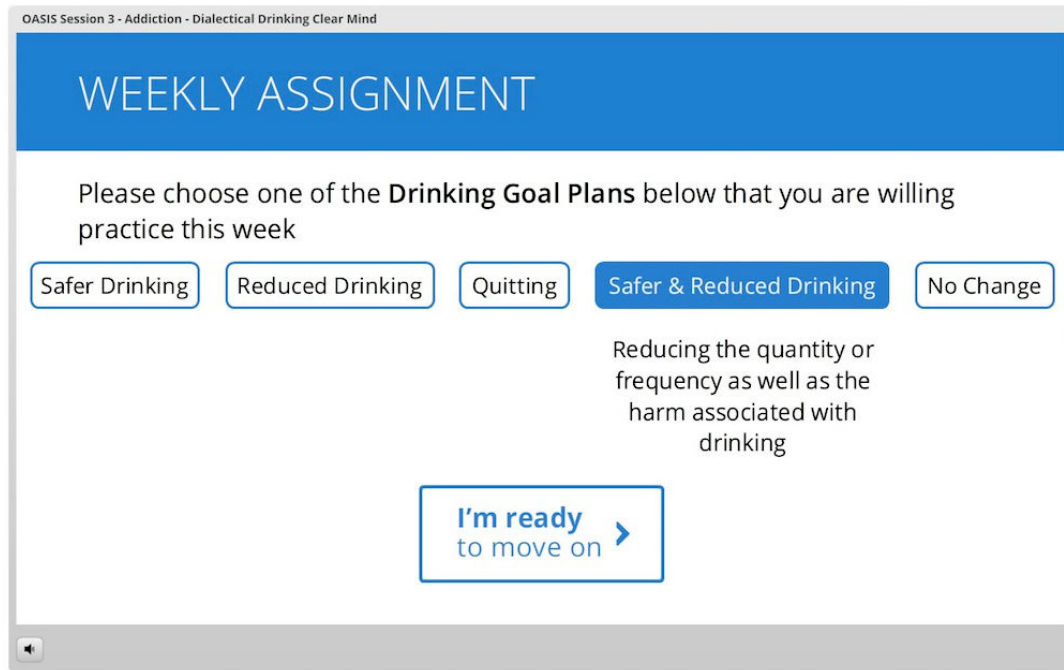 OASIS Session 3 - Addiction - Dialectical Drinking Clear Mind
WEEKLY ASSIGNMENT
Please choose one of the Drinking Goal Plans below that you are willing
practice this week
Safer Drinking
Reduced Drinking
Quitting
Safer & Reduced Drinking
No Change
Reducing the quantity or
frequency as well as the
harm associated with
drinking
I'm ready
to move on